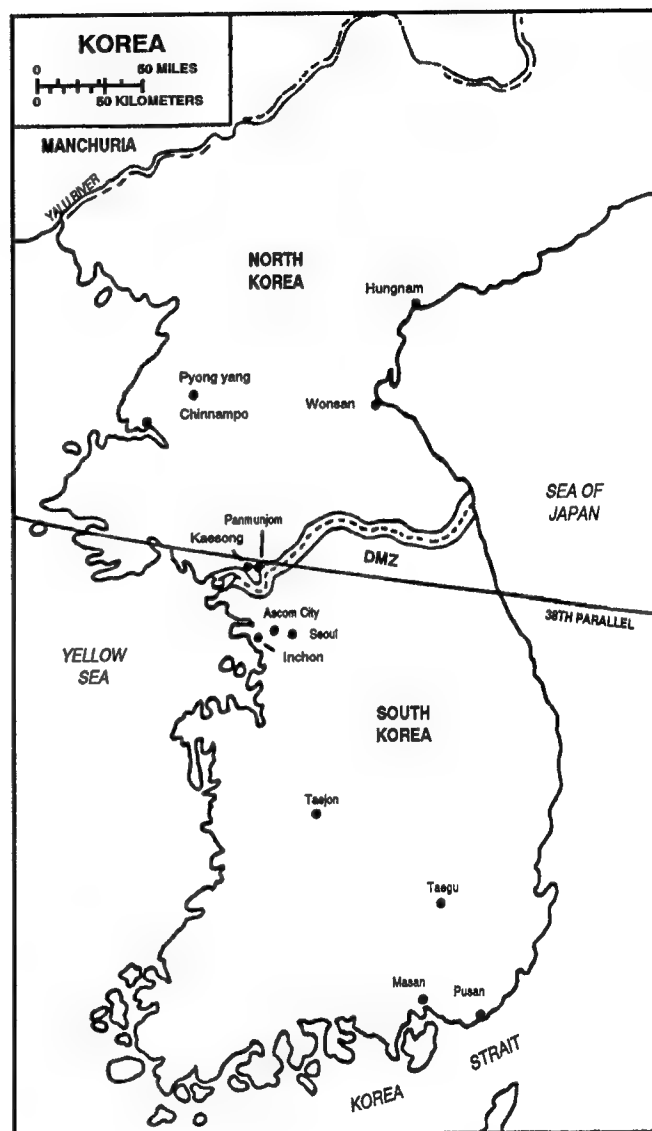 KOREA
0 50 MILES
0 50 KILOMETERS
MANCHURIA
YALU RIVER
NORTH
KOREA
Hungnam
Pyong yang
Chinnampo
Wonsan
SEA OF
JAPAN
Panmunjom
Kaesong
DMZ
38TH PARALLEL
Ascom City
Seoul
Inchon
YELLOW
SEA
SOUTH
KOREA
Taejon
Taegu
Masan
Pusan
KOREA STRAIT